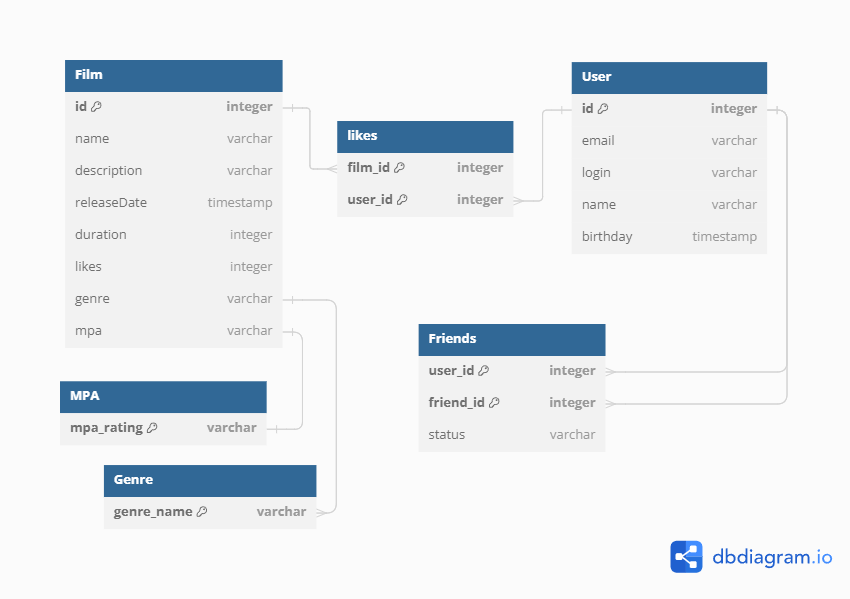 Film
id integer
name varchar
description varchar
releaseDate timestamp
duration integer
likes integer
genre varchar
mpa varchar
likes
film_id integer
user_id integer
User
id integer
email varchar
login varchar
name varchar
birthday timestamp
Friends
user_id integer
friend_id integer
status varchar
MPA
mpa_rating varchar
Genre
genre_name varchar
dbdiagram.io